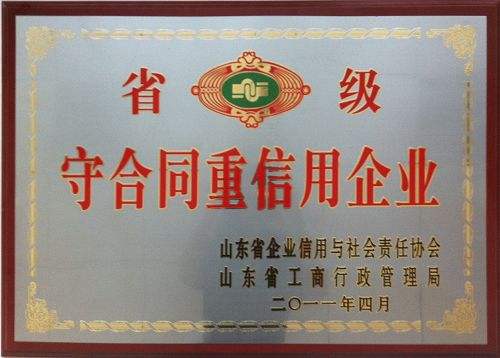 省级
守合同重信用企业
山东省企业信用与社会责任协会
山东省工商行政管理局
二〇一一年四月